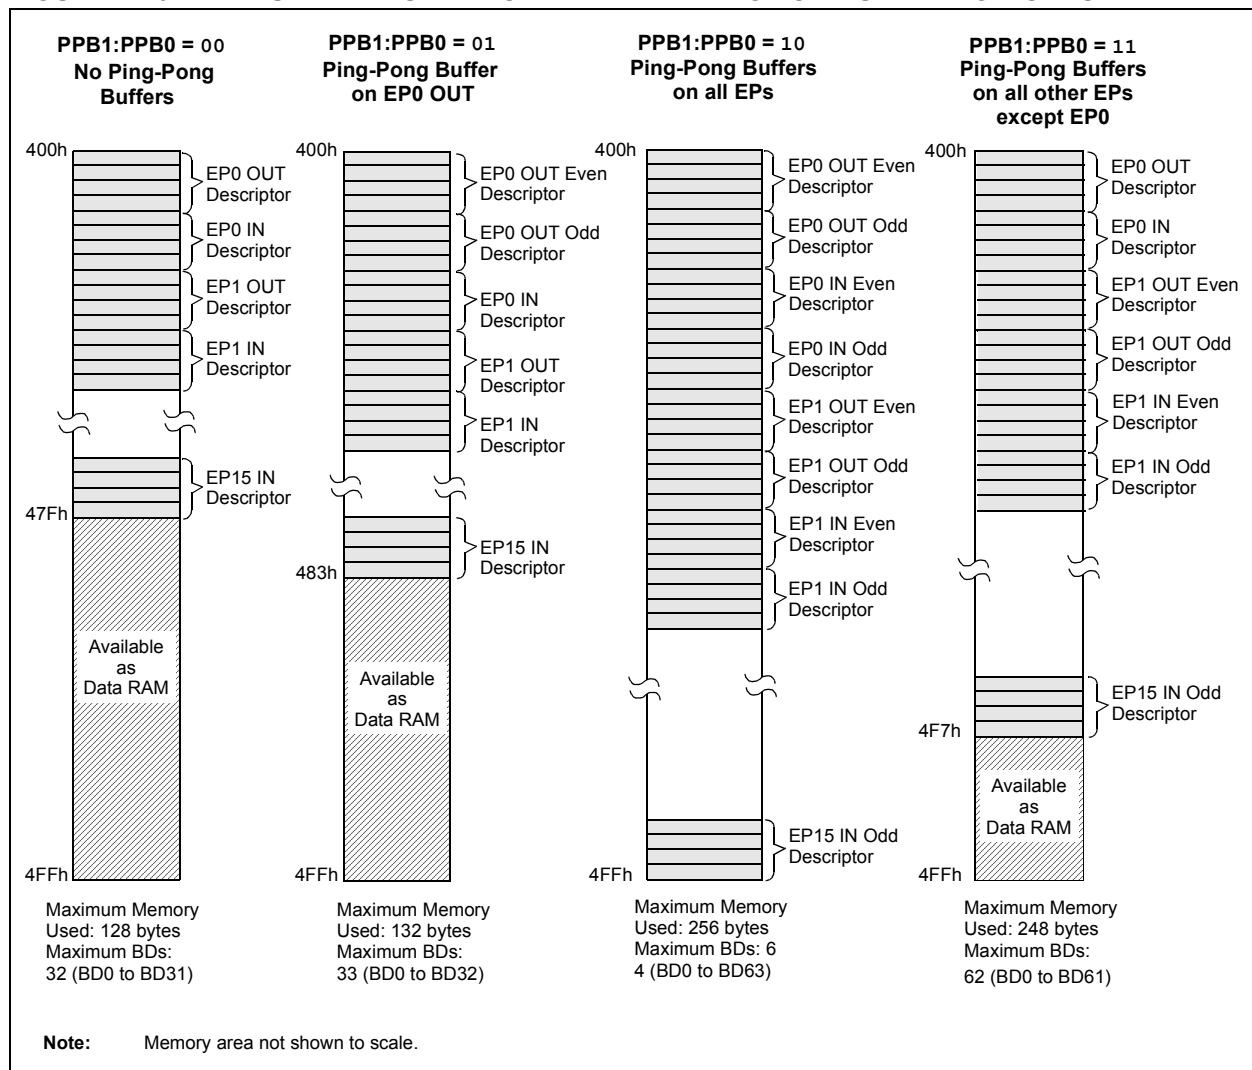 PPB1:PPB0 = 00
No Ping-Pong
Buffers
400h
EP0 OUT
Descriptor
EP0 IN
Descriptor
EP1 OUT
Descriptor
EP1 IN
Descriptor
EP15 IN
Descriptor
47Fh
Available
as
Data RAM
4FFh
Maximum Memory
Used: 128 bytes
Maximum BDs:
32 (BD0 to BD31)
PPB1:PPB0 = 01
Ping-Pong Buffer
on EP0 OUT
400h
EP0 OUT Even
Descriptor
EP0 OUT Odd
Descriptor
EP0 IN
Descriptor
EP1 OUT
Descriptor
EP1 IN
Descriptor
EP15 IN
Descriptor
483h
Available
as
Data RAM
4FFh
Maximum Memory
Used: 132 bytes
Maximum BDs:
33 (BD0 to BD32)
PPB1:PPB0 = 10
Ping-Pong Buffers
on all EPs
400h
EP0 OUT Even
Descriptor
EP0 OUT Odd
Descriptor
EP0 IN Even
Descriptor
EP0 IN Odd
Descriptor
EP1 OUT Even
Descriptor
EP1 OUT Odd
Descriptor
EP1 IN Even
Descriptor
EP1 IN Odd
Descriptor
EP15 IN Odd
Descriptor
4FFh
Maximum Memory
Used: 256 bytes
Maximum BDs: 6
4 (BD0 to BD63)
PPB1:PPB0 = 11
Ping-Pong Buffers
on all other EPs
except EP0
400h
EP0 OUT
Descriptor
EP0 IN
Descriptor
EP1 OUT Even
Descriptor
EP1 OUT Odd
Descriptor
EP1 IN Even
Descriptor
EP1 IN Odd
Descriptor
EP15 IN Odd
Descriptor
4F7h
Available
as
Data RAM
4FFh
Maximum Memory
Used: 248 bytes
Maximum BDs:
62 (BD0 to BD61)
Note: Memory area not shown to scale.